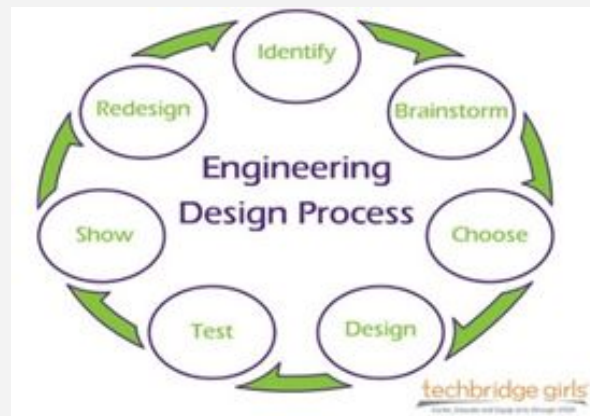 Identify
Brainstorm
Choose
Design
Test
Show
Redesign
Engineering
Design Process
techbridge girls